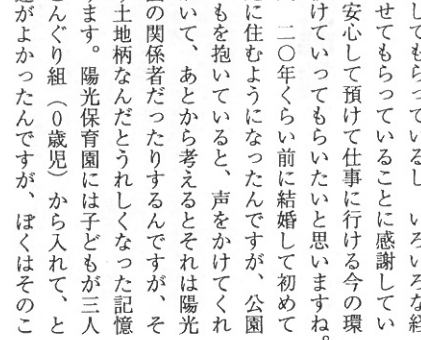 してもらっているし いろいろな経
せてもらっていることに感謝してい
安心して預けて仕事に行ける今の環
けていってもらいたいと思いますね。
二〇年くらい前に結婚して初めて
に住むようになったんですが、公園
もを抱いていると、声をかけてくれ
いて、あとから考えるとそれは陽光
の関係者だったりするんですが、そ
土地柄なんだとうれしくなった記憶
ます。陽光保育園には子どもが三人
んぐり組（０歳児）から入れて、と
がよかったんですが、ぼくはそのこ